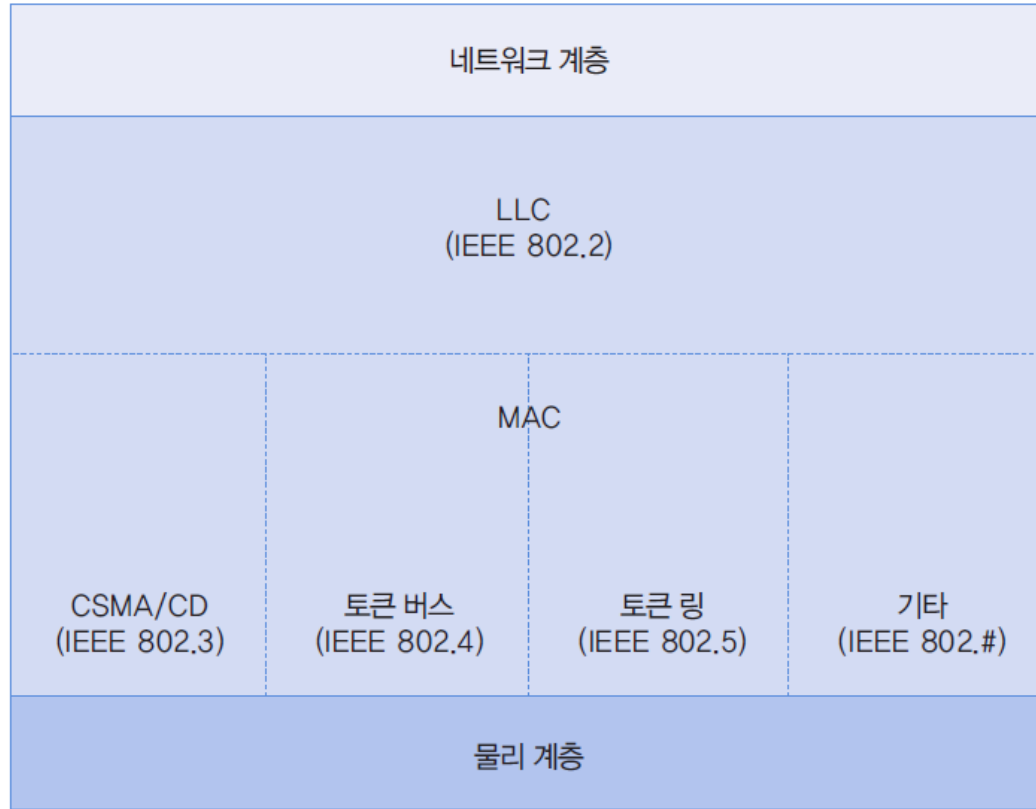 네트워크 계층
LLC
(IEEE 802.2)
MAC
CSMA/CD
(IEEE 802.3)
토큰 버스
(IEEE 802.4)
토큰 링
(IEEE 802.5)
기타
(IEEE 802.#)
물리 계층